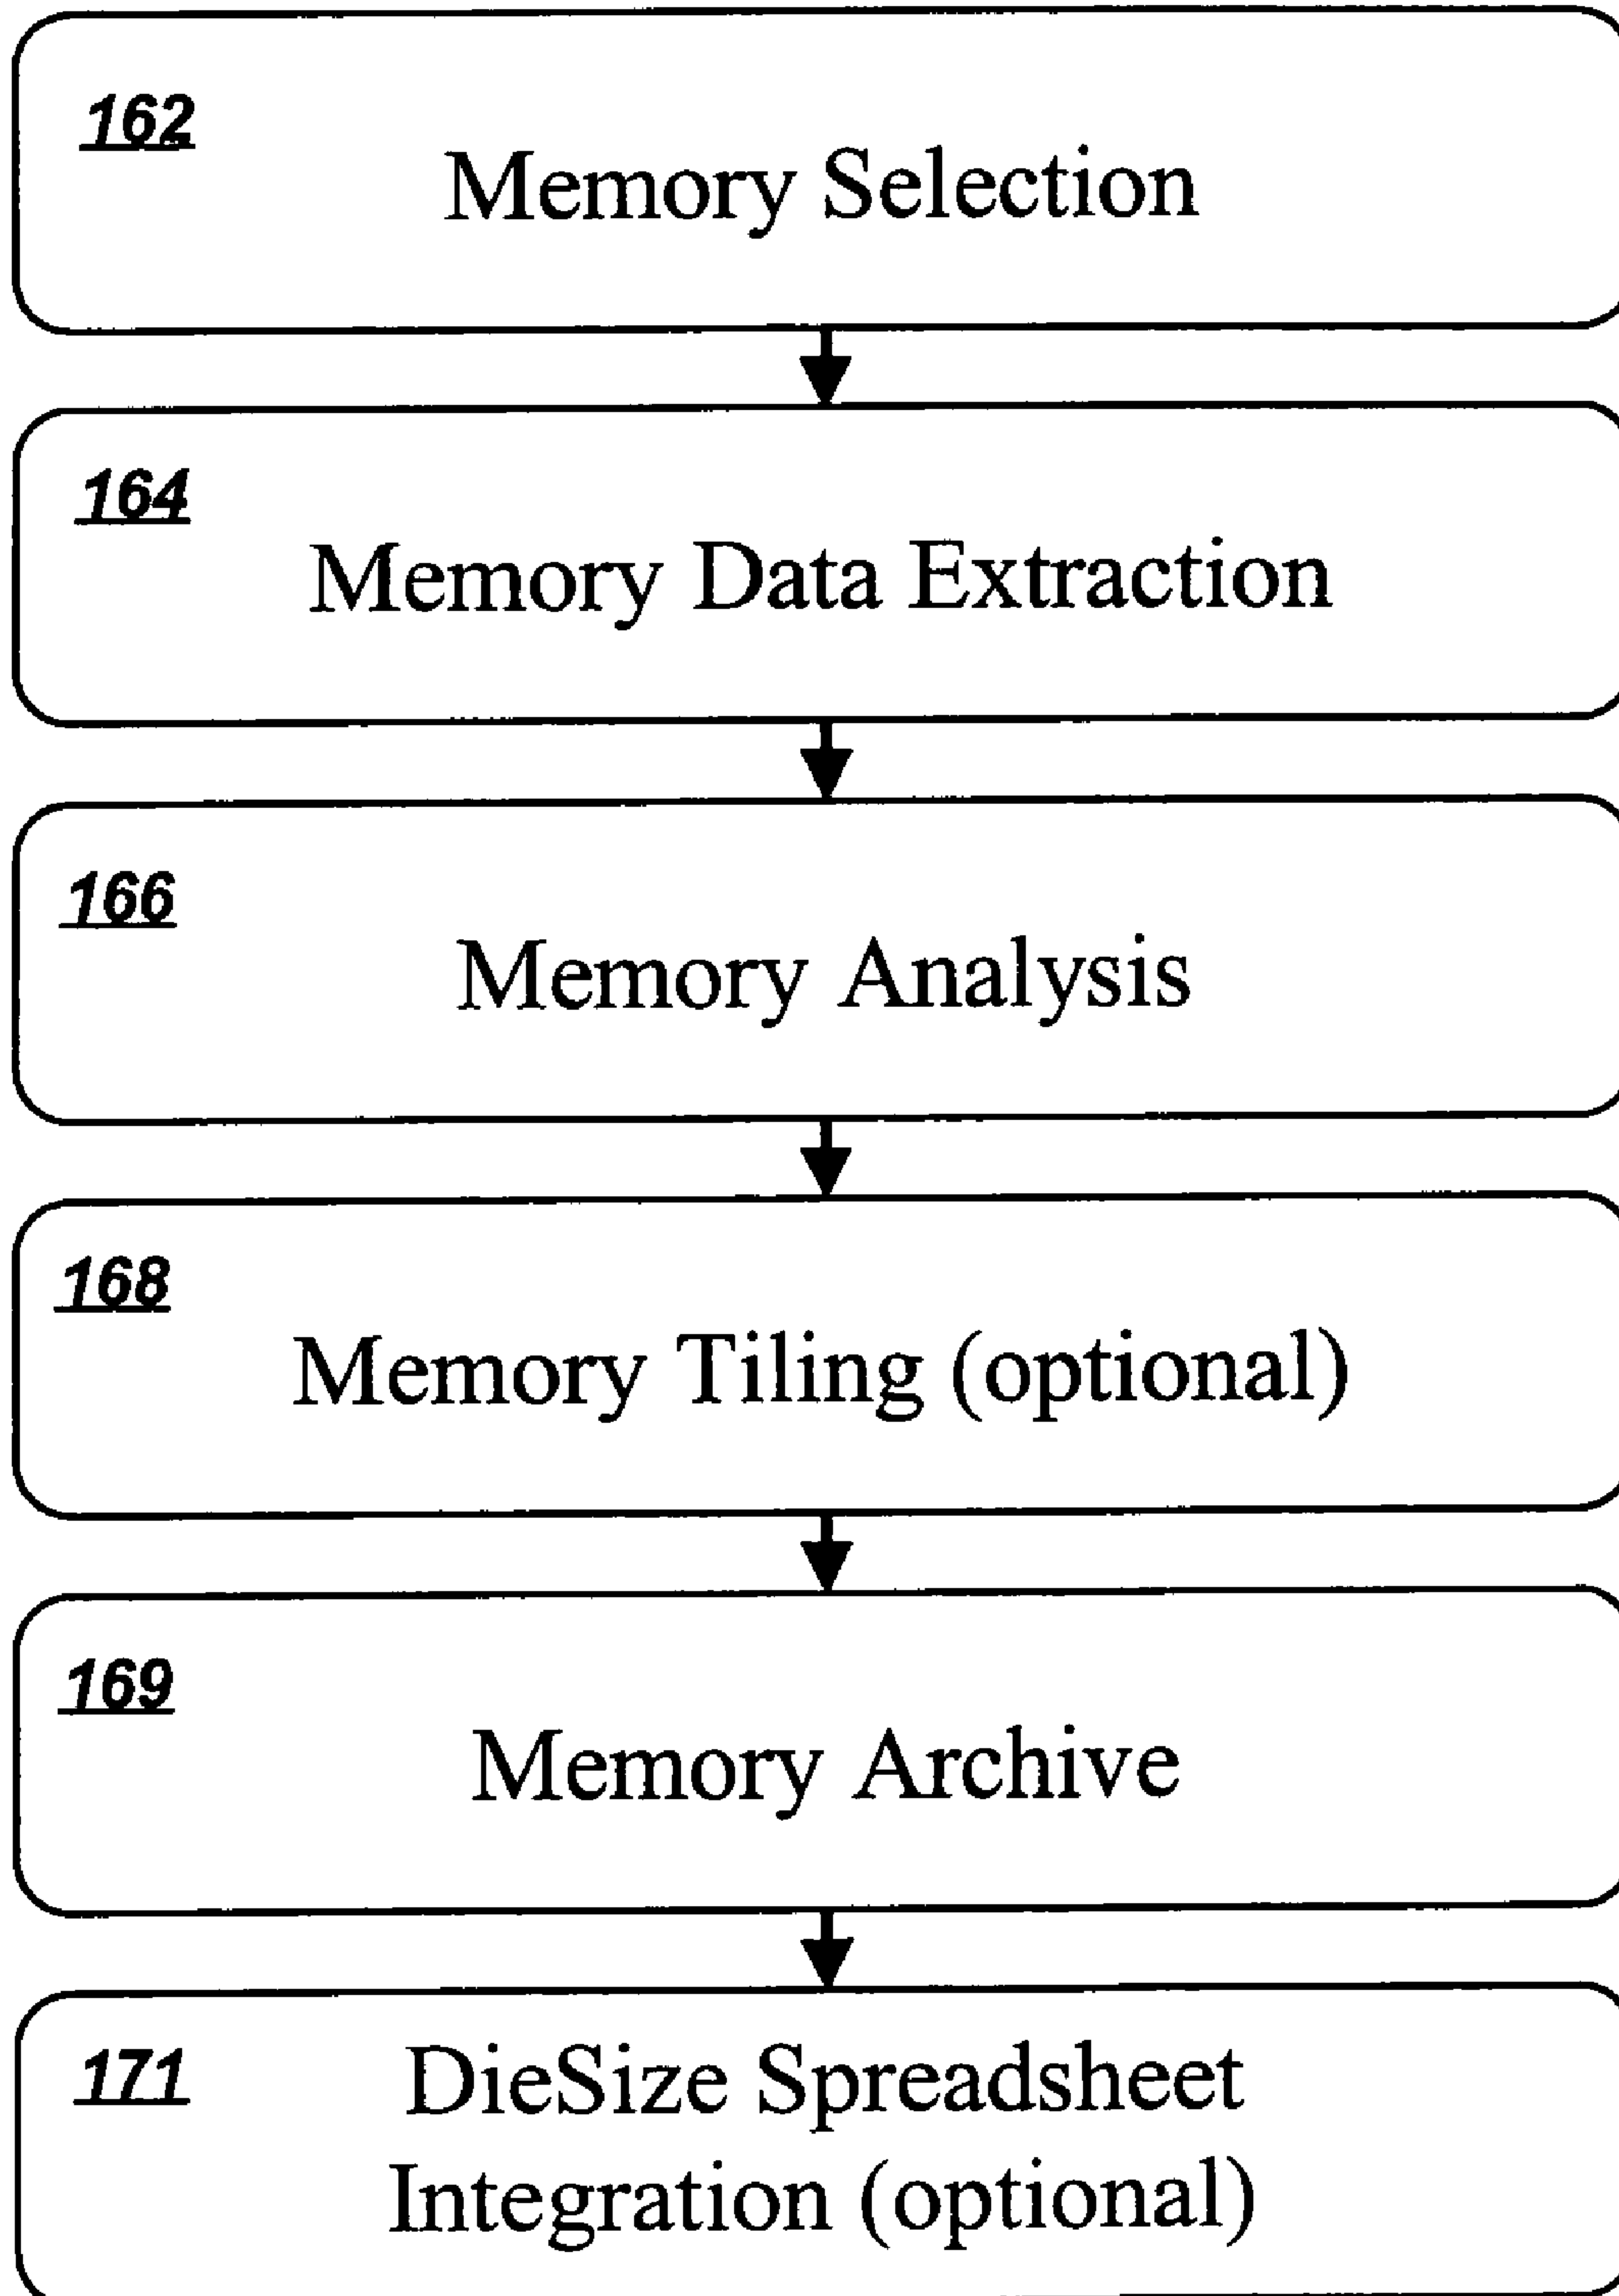 162
Memory Selection
164
Memory Data Extraction
166
Memory Analysis
168
Memory Tiling (optional)
169
Memory Archive
171
DieSize Spreadsheet
Integration (optional)